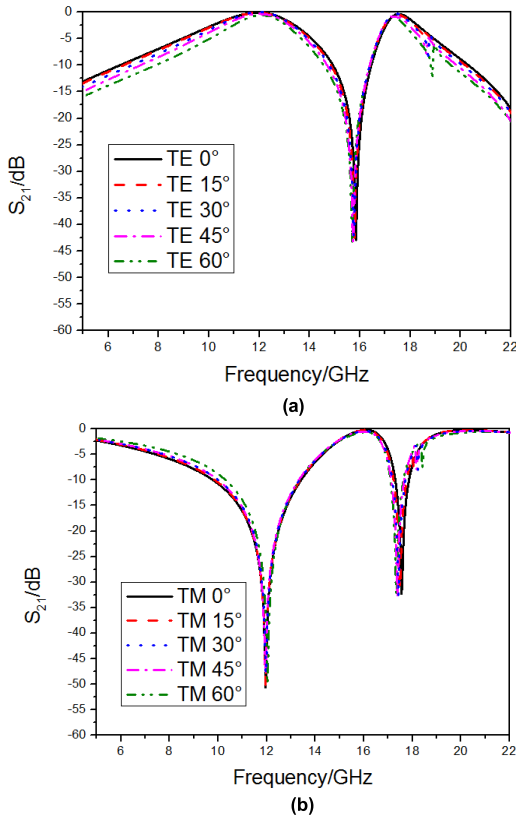 0
-5
-10
-15
-20
-25
-30
-35
-40
-45
-50
-55
-60
S21/dB
TE 0°
TE 15°
TE 30°
TE 45°
TE 60°
6 8 10 12 14 16 18 20 22
Frequency/GHz
(a)
0
-5
-10
-15
-20
-25
-30
-35
-40
-45
-50
-55
-60
S21/dB
TM 0°
TM 15°
TM 30°
TM 45°
TM 60°
6 8 10 12 14 16 18 20 22
Frequency/GHz
(b)